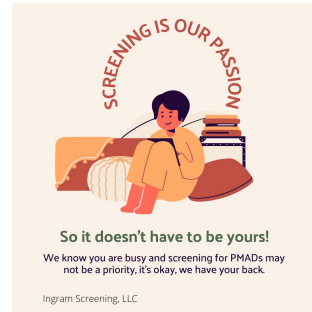 SCREENING IS OUR PASSION
So it doesn't have to be yours!
We know you are busy and screening for PMADs may
not be a priority, it's okay, we have your back.
Ingram Screening, LLC